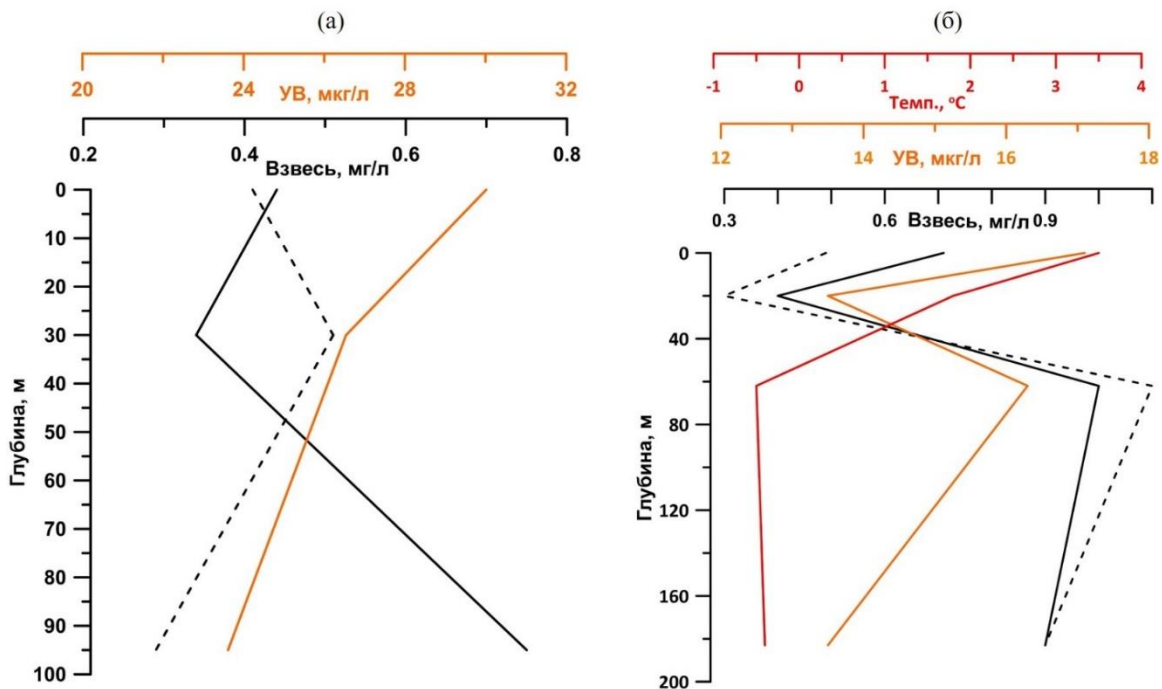 (а)
20 24 28 32
УВ, мкг/л
0.2 0.4 0.6 0.8
Взвесь, мг/л
Глубина, м
0
10
20
30
40
50
60
70
80
90
100
(б)
-1 0 1 2 3 4
Темп., °C
12 14 16 18
УВ, мкг/л
0.3 0.6 Взвесь, мг/л 0.9
Глубина, м
0
40
80
120
160
200